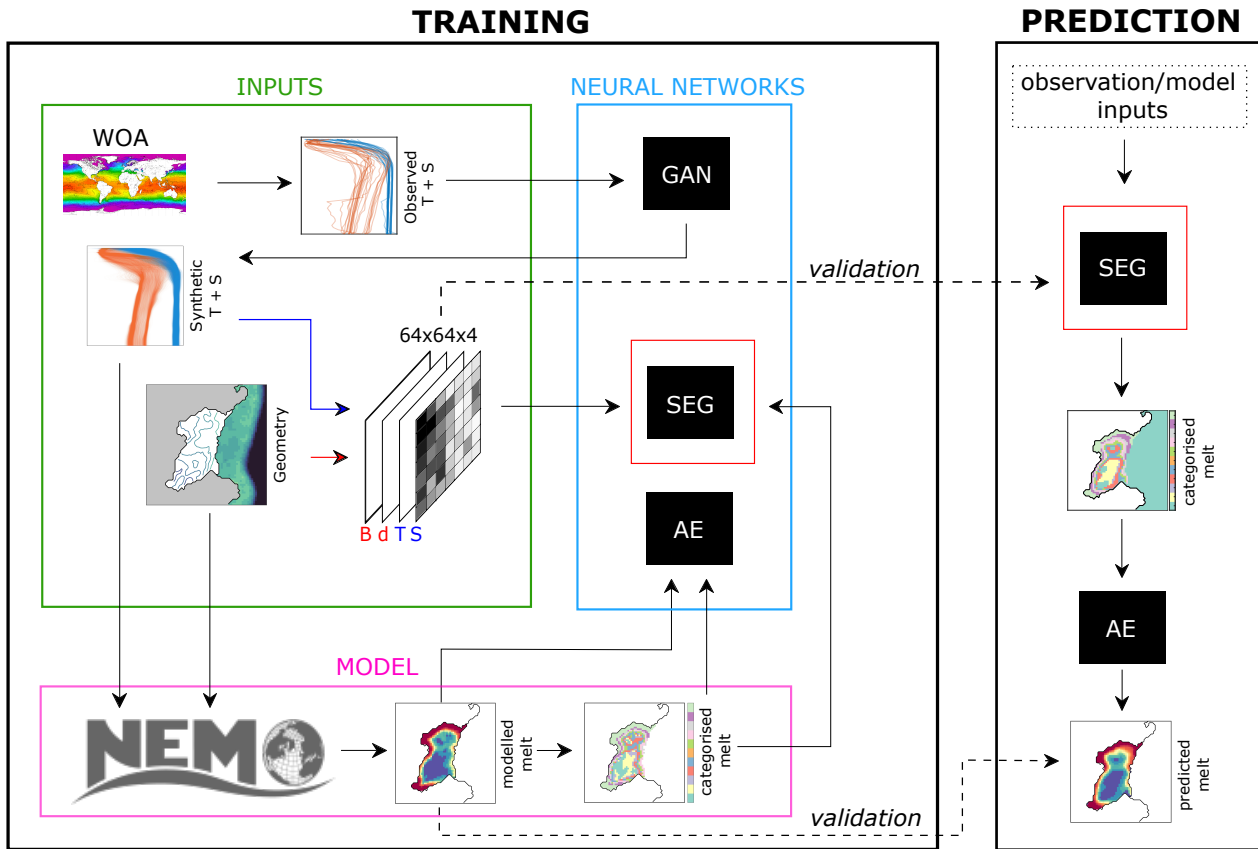 TRAINING
PREDICTION
INPUTS
NEURAL NETWORKS
observation/model
inputs
WOA
Observed
T + S
GAN
Synthetic
T + S
validation
SEG
64x64x4
SEG
Geometry
categorised
melt
B d T S
AE
AE
MODEL
NEMO
modelled
melt
categorised
melt
predicted
melt
validation